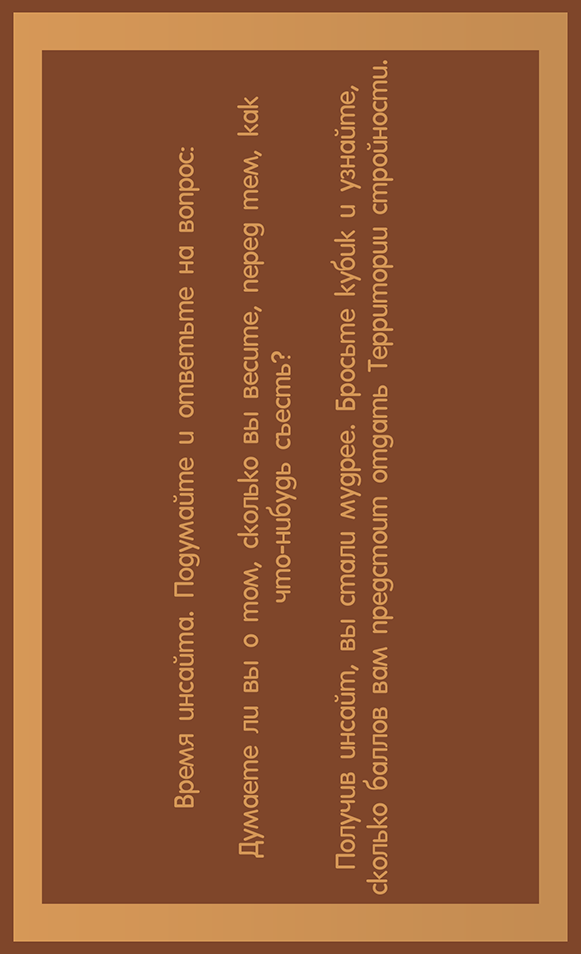 Время инсайта. Подумайте и ответьте на вопрос:
Думаете ли вы о том, сколько вы весите, перед тем, как
что-нибудь съесть?
Получив инсайт, вы стали мудрее. Бросьте кубик и узнайте,
сколько баллов вам предстоит отдать Территории стройности.